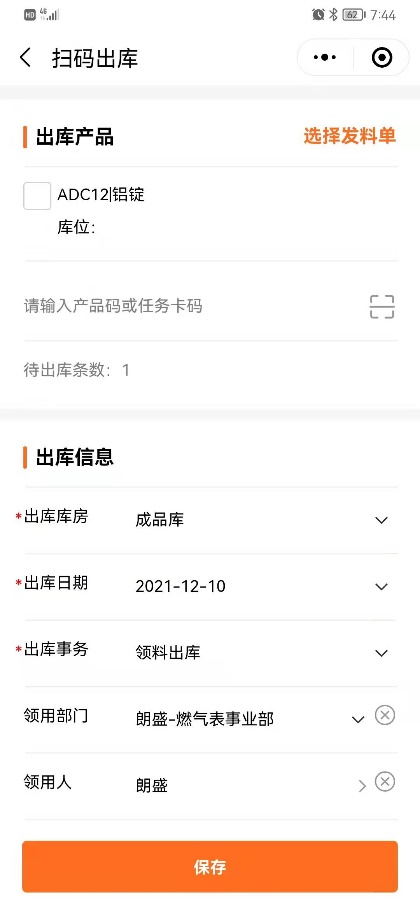 HD 4G 62 7:44
扫码出库
出库产品 选择发料单
ADC12|铝锭
库位：
请输入产品码或任务卡码
待出库条数：1
出库信息
*出库库房 成品库
*出库日期 2021-12-10
*出库事务 领料出库
领用部门 朗盛-燃气表事业部
领用人 朗盛
保存